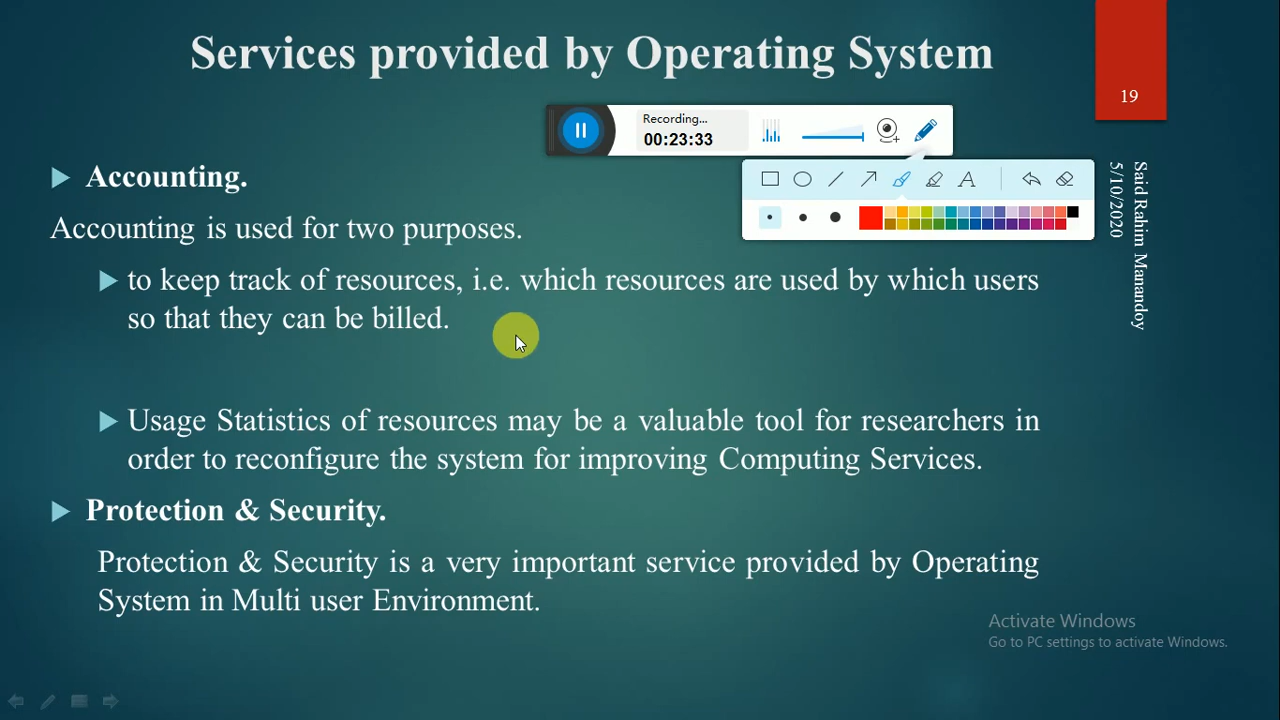 Services provided by Operating System
19
Recording...
00:23:33
A
Said Rahim Manandoy
5/10/2020
Accounting.
Accounting is used for two purposes.
to keep track of resources, i.e. which resources are used by which users
so that they can be billed.
Usage Statistics of resources may be a valuable tool for researchers in
order to reconfigure the system for improving Computing Services.
Protection & Security.
Protection & Security is a very important service provided by Operating
System in Multi user Environment.
Activate Windows
Go to PC settings to activate Windows.